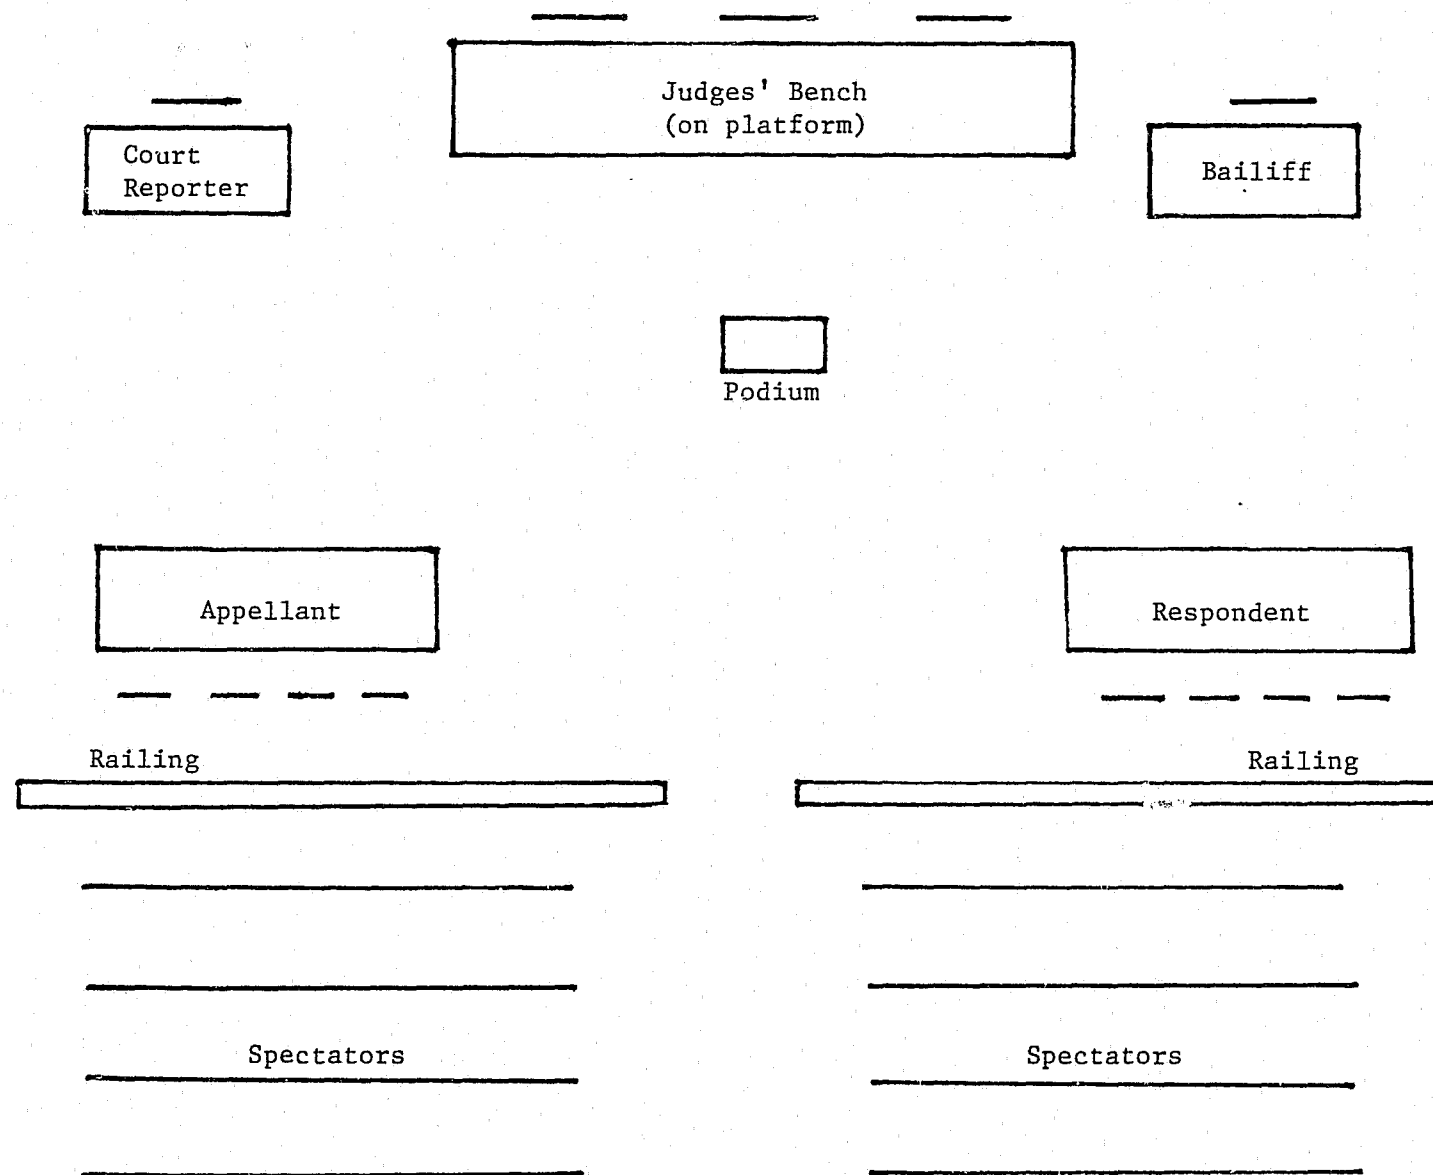 Judges' Bench
(on platform)
Court
Reporter
Bailiff
Podium
Appellant
Respondent
Railing
Railing
Spectators
Spectators